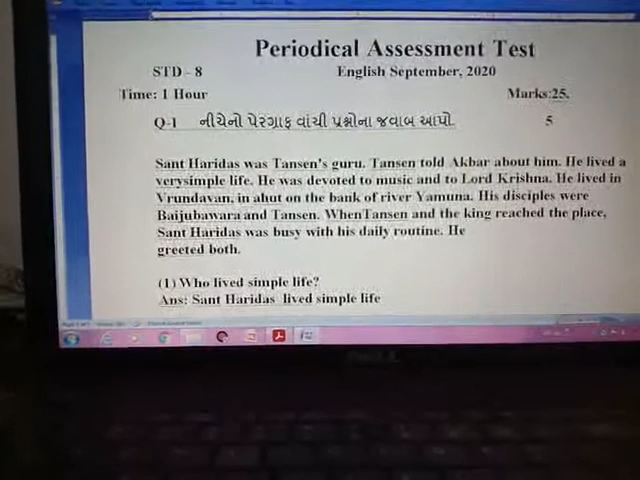 Periodical Assessment Test
STD - 8 English September, 2020
Time: 1 Hour Marks:25.
Q-1 નીચેનો પેરગ્રાફ વાંચી પ્રશ્નોના જવાબ આપો. 5
Sant Haridas was Tansen's guru. Tansen told Akbar about him. He lived a
verysimple life. He was devoted to music and to Lord Krishna. He lived in
Vrundavan, in ahut on the bank of river Yamuna. His disciples were
Baijubawara and Tansen. WhenTansen and the king reached the place,
Sant Haridas was busy with his daily routine. He
greeted both.
(1) Who lived simple life?
Ans: Sant Haridas lived simple life
DELL